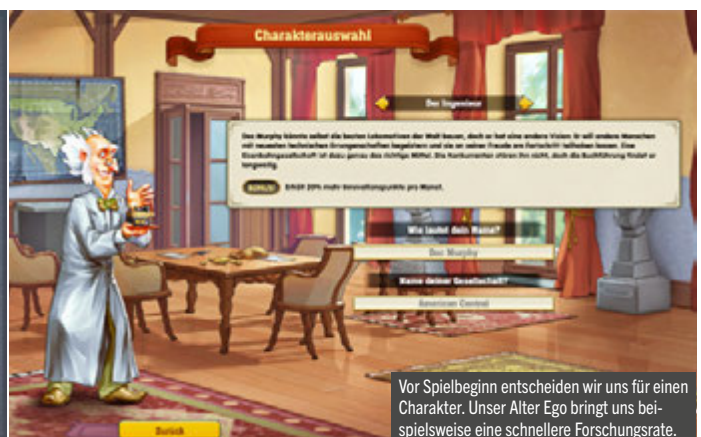 Charakterauswahl
Der Ingenieur
Doc Murphy könnte selbst die besten Lokomotiven der Welt bauen, doch er hat eine andere Vision: Er will andere Menschen
mit neuesten technischen Errungenschaften begeistern und sie an seiner Freude am Fortschritt teilhaben lassen. Eine
Eisenbahngesellschaft ist dazu genau das richtige Mittel. Die Konkurrenten stören ihn nicht, doch die Buchführung findet er
langweilig.
BONUS: Erhält 20% mehr Innovationspunkte pro Monat.
Wie lautet dein Name?
Doc Murphy
Name deiner Gesellschaft?
American Central
Zurück
Vor Spielbeginn entscheiden wir uns für einen
Charakter. Unser Alter Ego bringt uns bei-
spielsweise eine schnellere Forschungsrate.